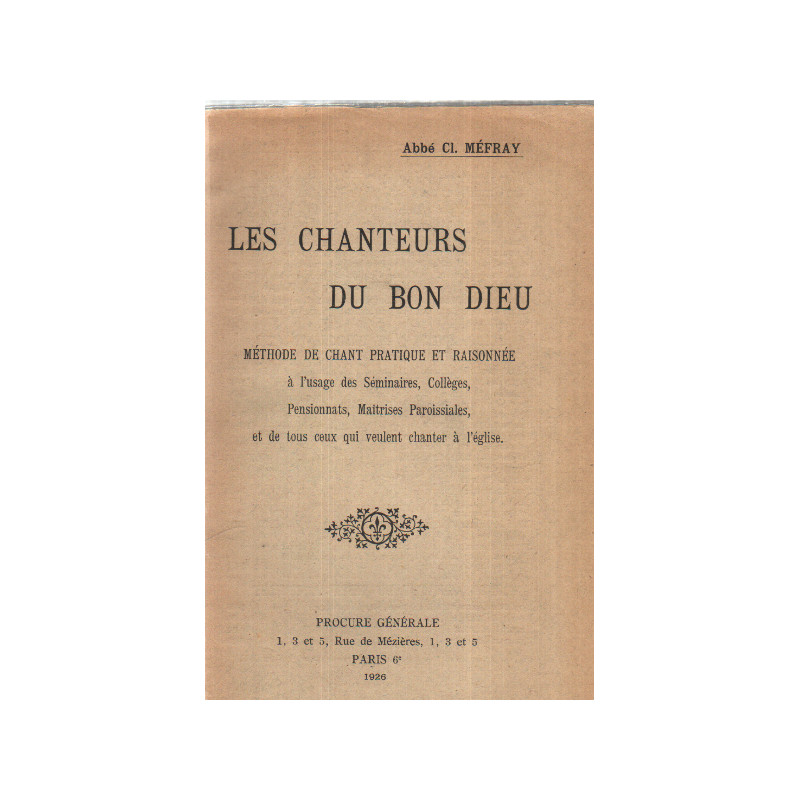 Abbé Cl. MÉFRAY
LES CHANTEURS
DU BON DIEU
MÉTHODE DE CHANT PRATIQUE ET RAISONNÉE
à l'usage des Séminaires, Collèges,
Pensionnats, Maîtrises Paroissiales,
et de tous ceux qui veulent chanter à l'église.
PROCURE GÉNÉRALE
1, 3 et 5, Rue de Mézières, 1, 3 et 5
PARIS 6e
1926